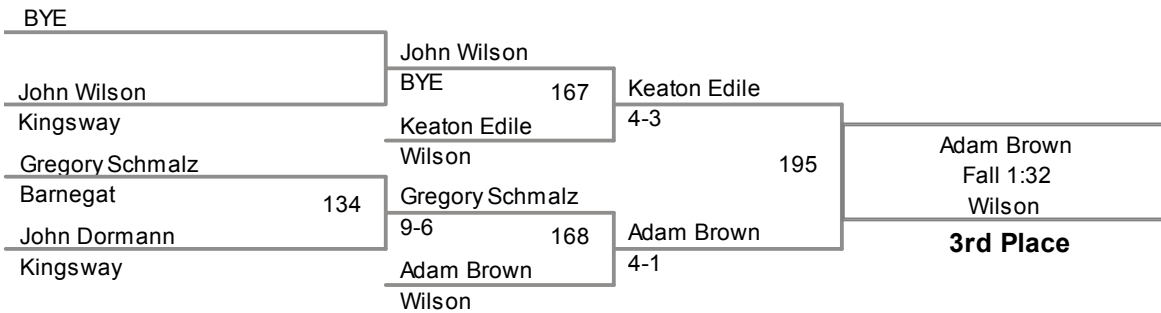 BYE
John Wilson
Kingsway
Gregory Schmalz
Barnegat
134
John Dormann
Kingsway
John Wilson
BYE
167
Keaton Edile
Wilson
Gregory Schmalz
9-6
168
Adam Brown
Wilson
Keaton Edile
4-3
195
Adam Brown
4-1
Adam Brown
Fall 1:32
Wilson
3rd Place